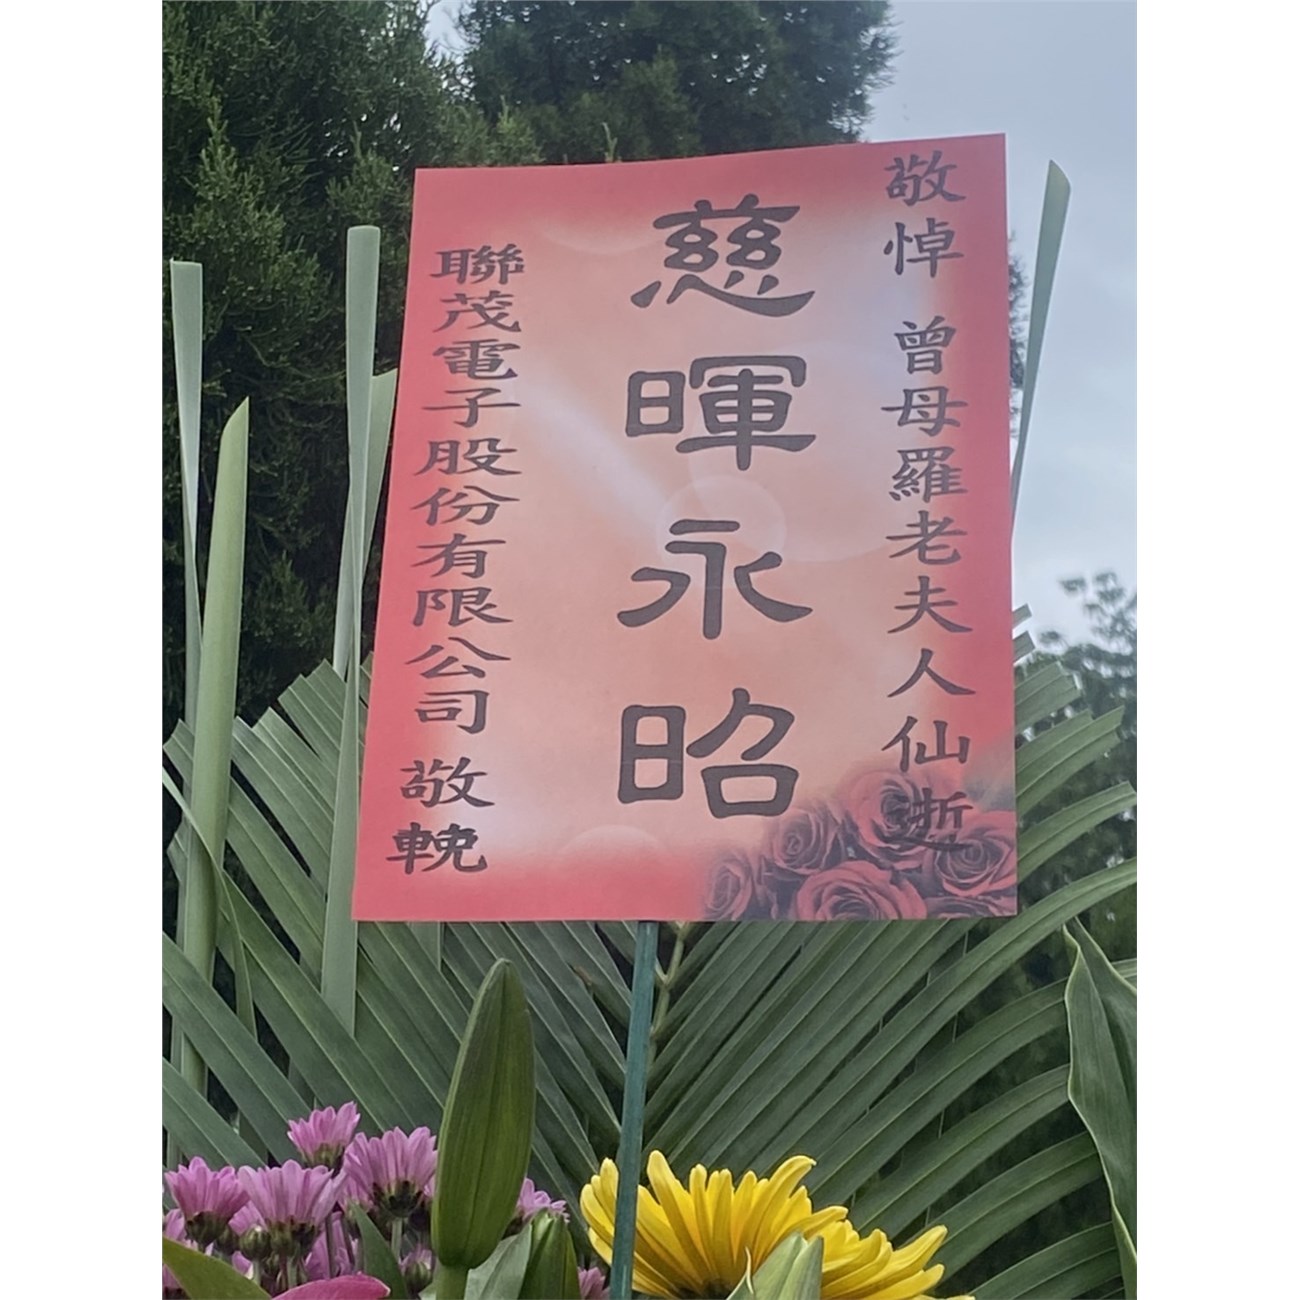 敬悼 曾母羅老夫人仙逝
慈暉永昭
聯茂電子股份有限公司 敬輓